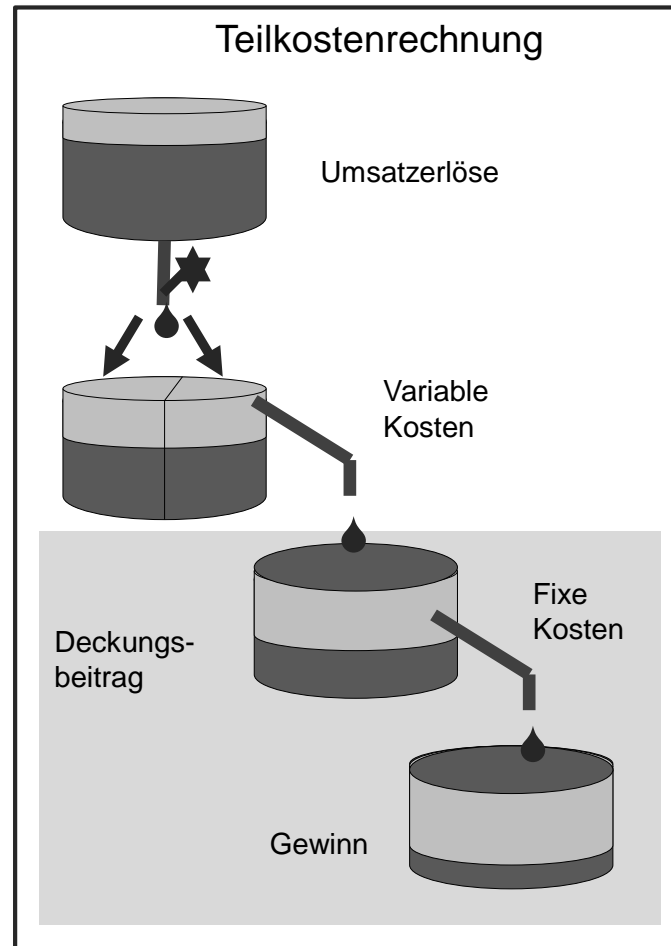 Teilkostenrechnung
Umsatzerlöse
Variable
Kosten
Fixe
Kosten
Deckungs-
beitrag
Gewinn